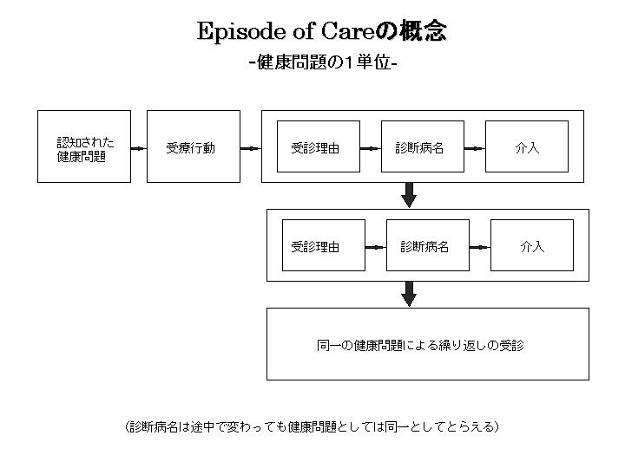 Episode of Careの概念
-健康問題の1単位-
認知された
健康問題
受療行動
受診理由
診断病名
介入
受診理由
診断病名
介入
同一の健康問題による繰り返しの受診
(診断病名は途中で変わっても健康問題としては同一としてとらえる)